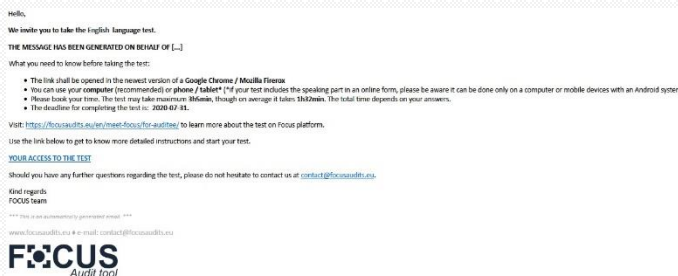 Hello,
We invite you to take the English language test.
THE MESSAGE HAS BEEN GENERATED ON BEHALF OF [...]
What you need to know before taking the test:
• The link shall be opened in the newest version of a Google Chrome / Mozilla Firerox
• You can use your computer (recommended) or phone / tablet* (*if your test includes the speaking part in an online form, please be aware it can be done only on a computer or mobile devices with an Android system
• Please book your time. The test may take maximum 3h5min, though on average it takes 1h32min. The total time depends on your answers.
• The deadline for completing the test is: 2020-07-31.
Visit: https://focusaudits.eu/en/meet-focus/for-auditee/ to learn more about the test on Focus platform.
Use the link below to get to know more detailed instructions and start your test.
YOUR ACCESS TO THE TEST
Should you have any further questions regarding the test, please do not hesitate to contact us at contact@focusaudits.eu.
Kind regards
FOCUS team
*** This is an automatically generated email. ***
www.focusaudits.eu • e-mail: contact@focusaudits.eu
FOCUS
Audit tool